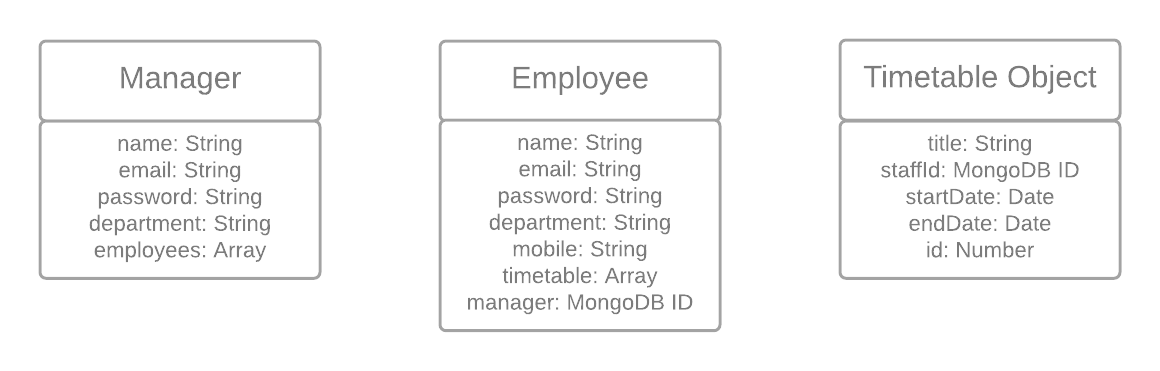 Manager
name: String
email: String
password: String
department: String
employees: Array
Employee
name: String
email: String
password: String
department: String
mobile: String
timetable: Array
manager: MongoDB ID
Timetable Object
title: String
staffId: MongoDB ID
startDate: Date
endDate: Date
id: Number